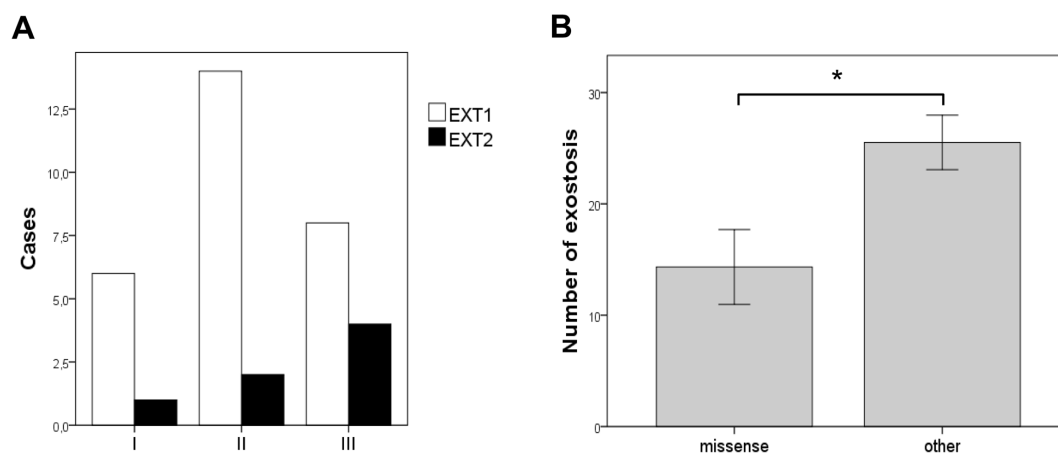 A
Cases
12,5
10,0
7,5
5,0
2,5
0,0
I II III
EXT1
EXT2
B
Number of exostosis
30
20
10
0
*
missense other